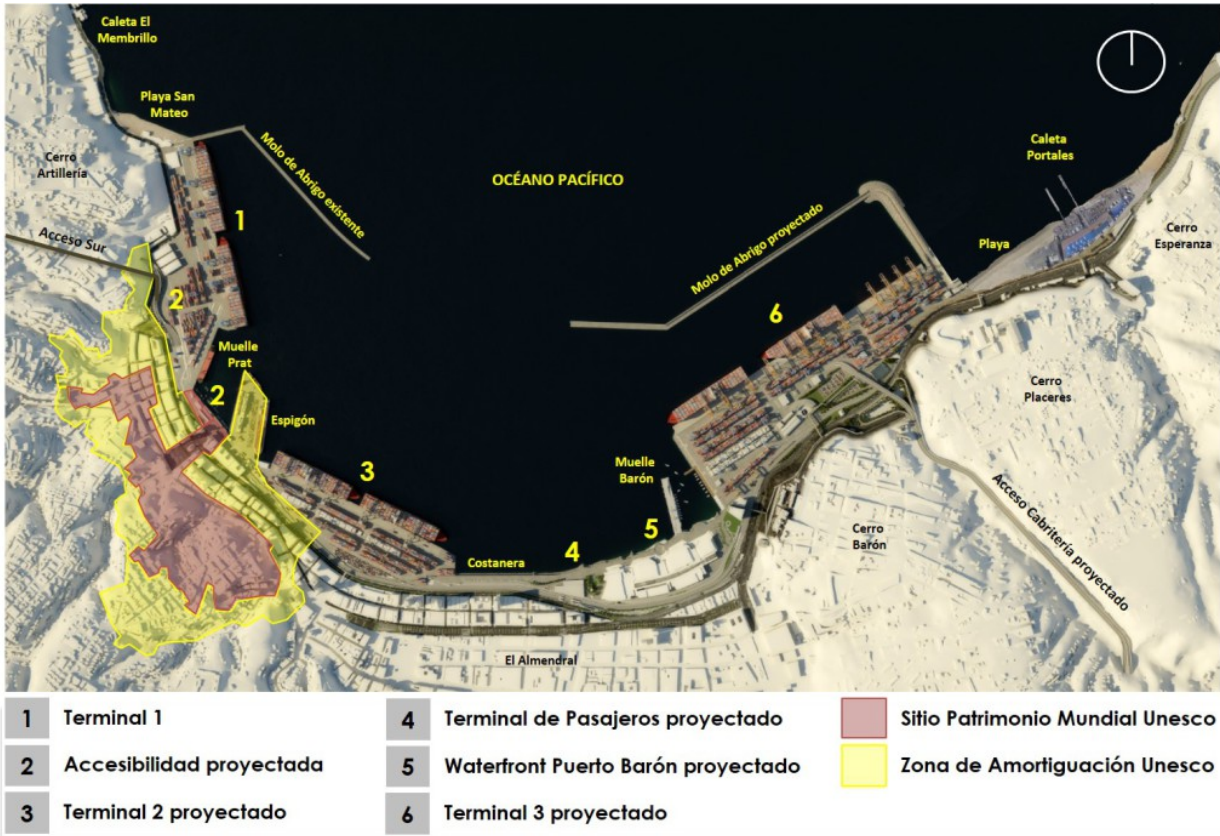 Caleta El
Membrillo
Playa San
Mateo
Cerro
Artillería
Molo de Abrigo existente
OCÉANO PACÍFICO
Caleta
Portales
Molo de Abrigo proyectado
Playa
Cerro
Esperanza
Acceso Sur
1
2
6
Muelle
Prat
2
Espigón
Cerro
Placeres
3
Muelle
Barón
5
Cerro
Barón
Acceso Cabritería proyectado
Costanera
4
El Almendral
1 Terminal 1
2 Accesibilidad proyectada
3 Terminal 2 proyectado
4 Terminal de Pasajeros proyectado
5 Waterfront Puerto Barón proyectado
6 Terminal 3 proyectado
Sitio Patrimonio Mundial Unesco
Zona de Amortiguación Unesco